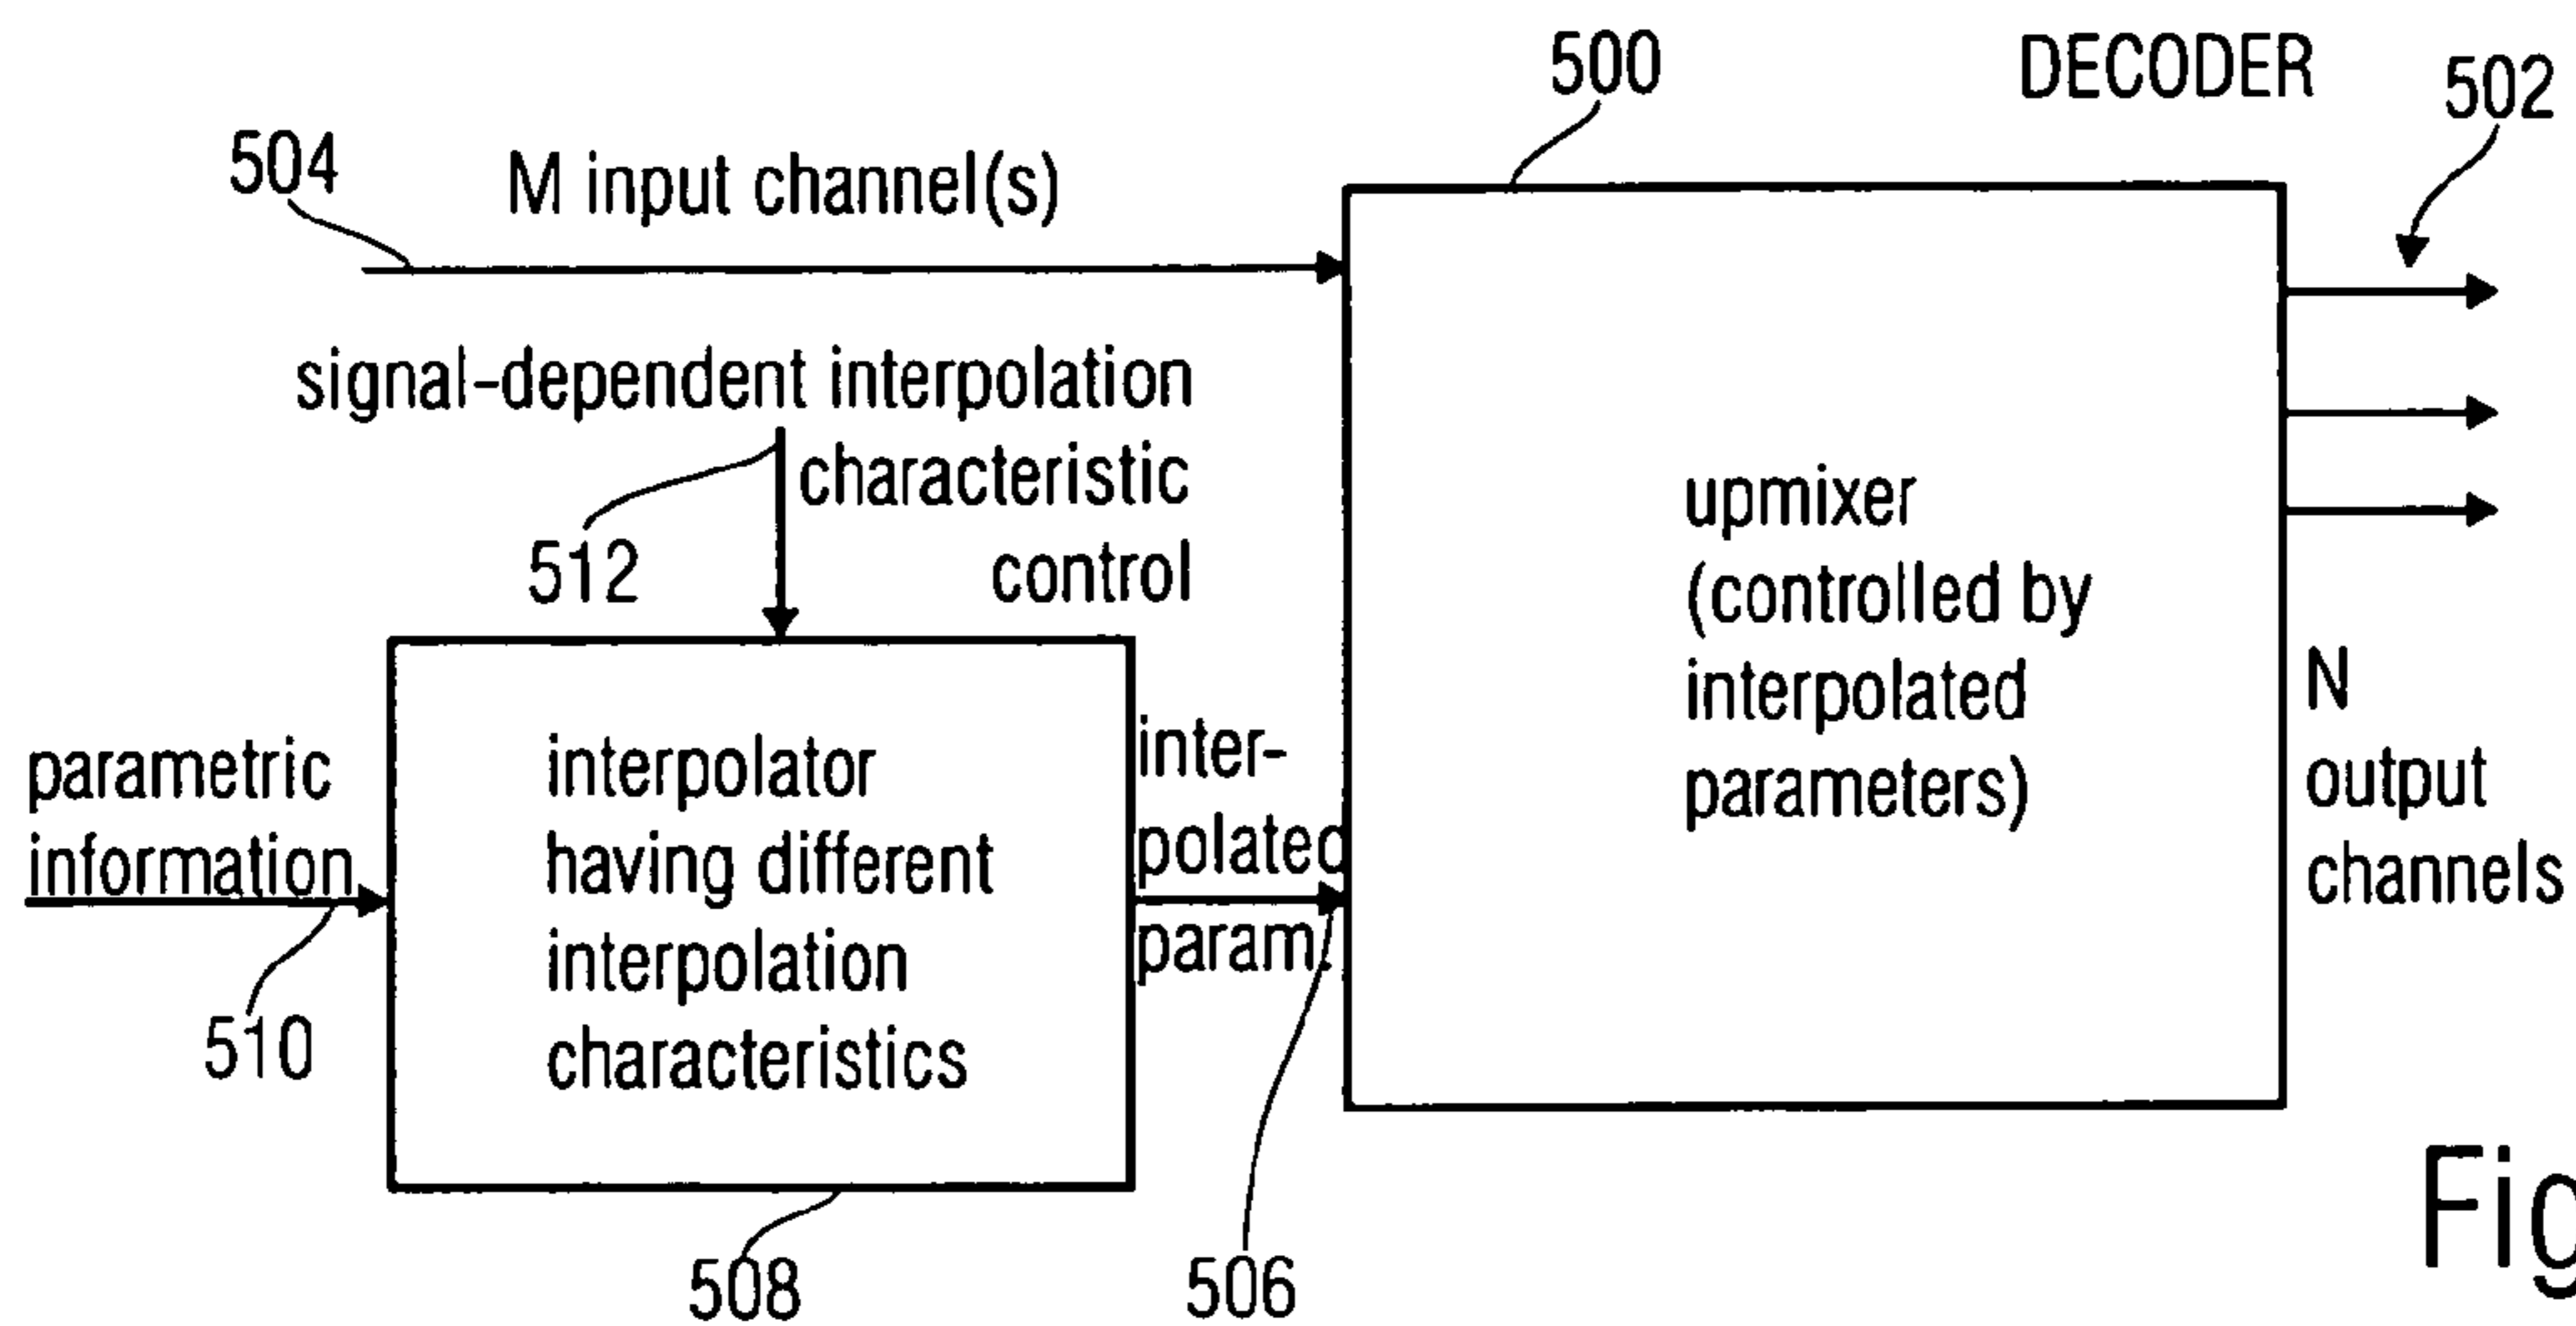 500
DECODER
502
504
M input channel(s)
signal-dependent interpolation
characteristic
control
512
parametric
information
510
interpolator
having different
interpolation
characteristics
508
inter-
polated
param.
506
upmixer
(controlled by
interpolated
parameters)
N
output
channels
Fig